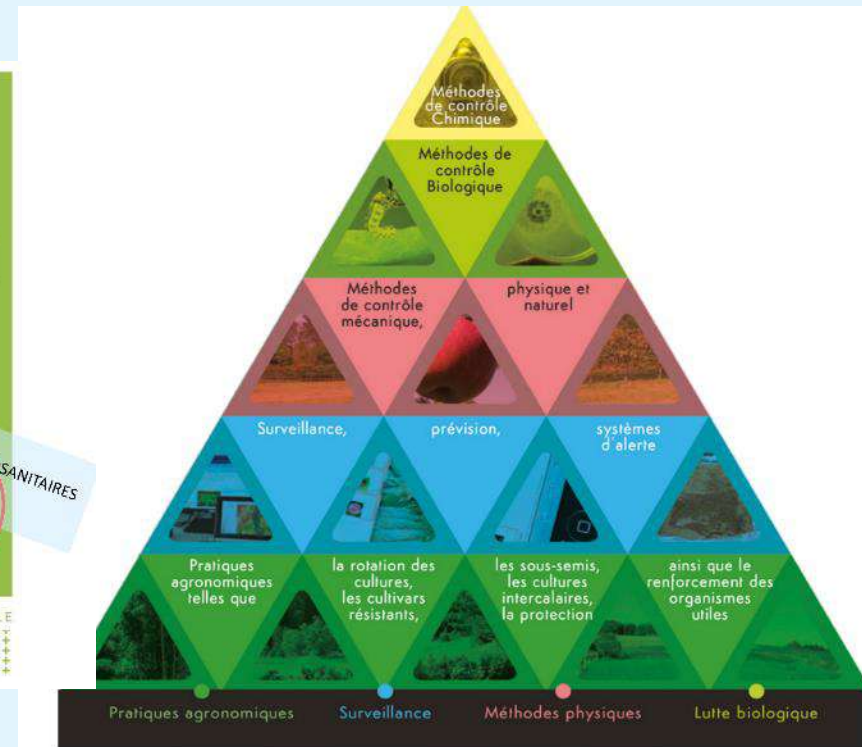 Méthodes
de contrôle
Chimique
Méthodes de
contrôle
Biologique
Méthodes
de contrôle
mécanique,
physique et
naturel
Surveillance,
prévision,
systèmes
d'alerte
SANITAIRES
Pratiques
agronomiques
telles que
la rotation des
cultures,
les cultivars
résistants,
les sous-semis,
les cultures
intercalaires,
la protection
ainsi que le
renforcement des
organismes
utiles
Pratiques agronomiques
Surveillance
Méthodes physiques
Lutte biologique